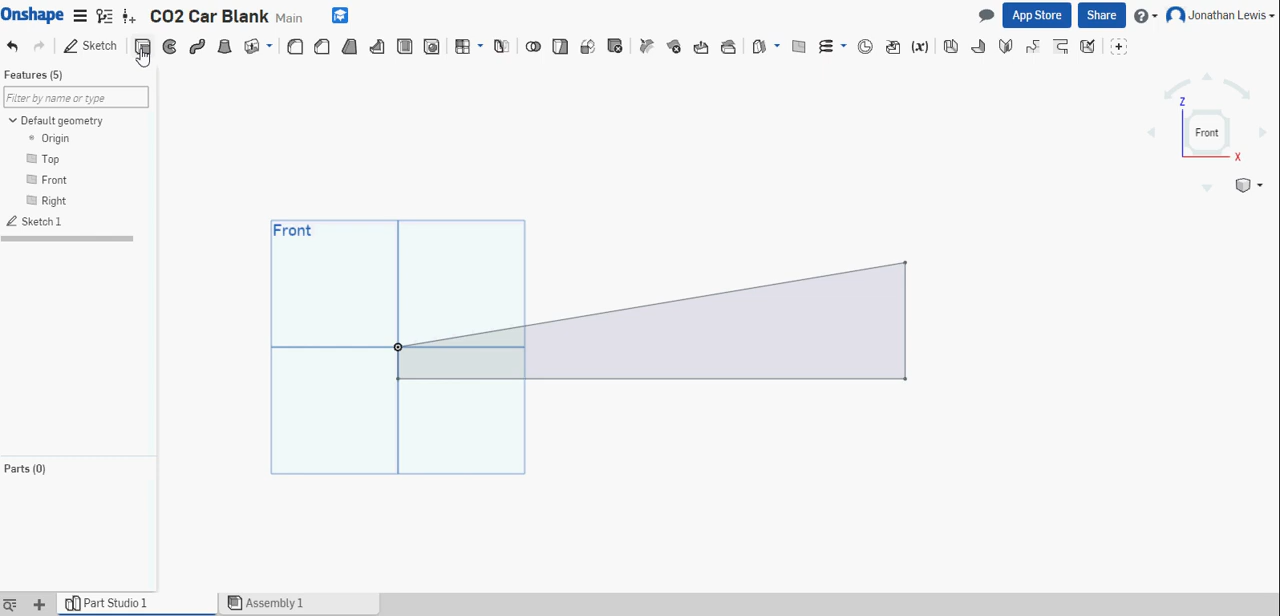 Onshape CO2 Car Blank Main App Store Share Jonathan Lewis
Sketch (x)
Features (5)
Filter by name or type
Default geometry
Origin
Top
Front
Right
Sketch 1
Parts (0)
Front
Z
Front
X
Part Studio 1 Assembly 1